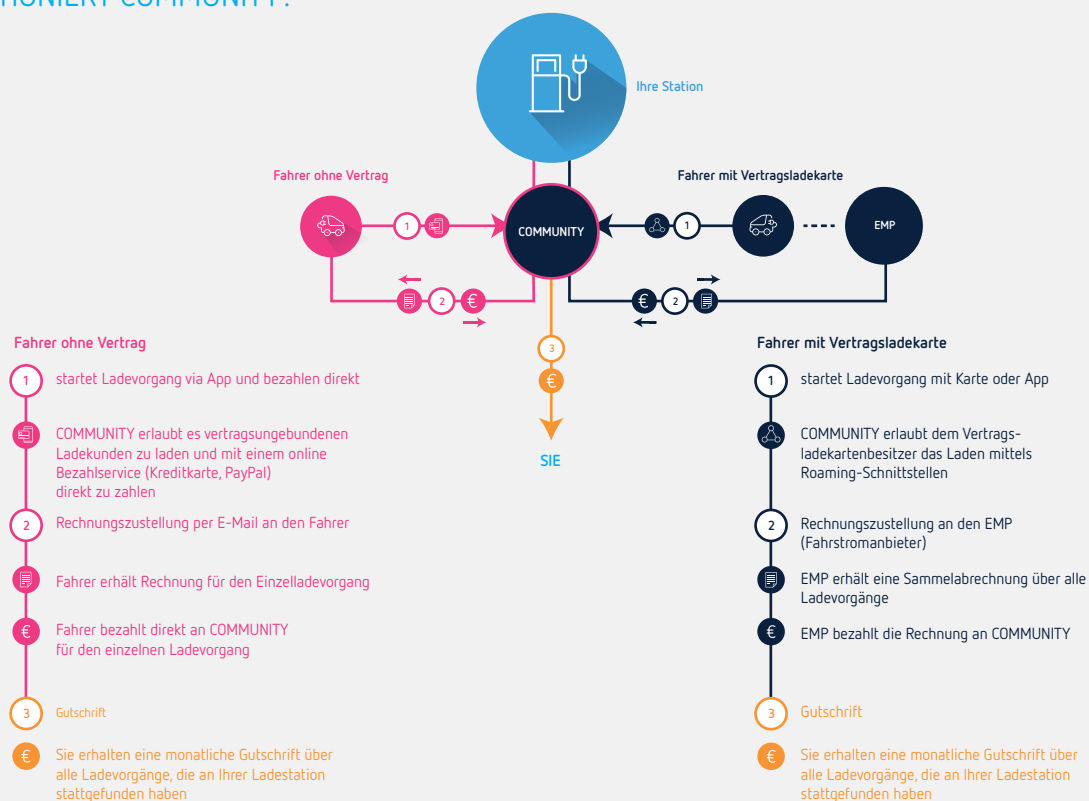 COMMUNITY?
Ihre Station
Fahrer ohne Vertrag
Fahrer mit Vertragsladekarte
1
1
COMMUNITY
EMP
2
€
€
2
3
€
SIE
Fahrer ohne Vertrag
1
startet Ladevorgang via App und bezahlen direkt
COMMUNITY erlaubt es vertragsungebundenen
Ladekunden zu laden und mit einem online
Bezahlservice (Kreditkarte, PayPal)
direkt zu zahlen
2
Rechnungszustellung per E-Mail an den Fahrer
Fahrer erhält Rechnung für den Einzelladevorgang
€
Fahrer bezahlt direkt an COMMUNITY
für den einzelnen Ladevorgang
3
Gutschrift
€
Sie erhalten eine monatliche Gutschrift über
alle Ladevorgänge, die an Ihrer Ladestation
stattgefunden haben
Fahrer mit Vertragsladekarte
1
startet Ladevorgang mit Karte oder App
COMMUNITY erlaubt dem Vertrags-
ladekartenbesitzer das Laden mittels
Roaming-Schnittstellen
2
Rechnungszustellung an den EMP
(Fahrstromanbieter)
EMP erhält eine Sammelabrechnung über alle
Ladevorgänge
€
EMP bezahlt die Rechnung an COMMUNITY
3
Gutschrift
€
Sie erhalten eine monatliche Gutschrift über
alle Ladevorgänge, die an Ihrer Ladestation
stattgefunden haben